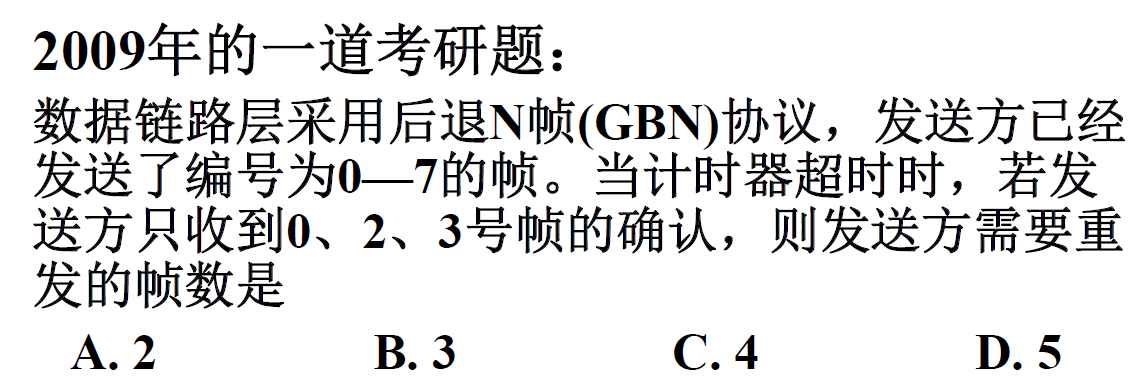 2009年的一道考研题：
数据链路层采用后退N帧(GBN)协议，发送方已经
发送了编号为0—7的帧。当计时器超时时，若发
送方只收到0、2、3号帧的确认，则发送方需要重
发的帧数是
A. 2 B. 3 C. 4 D. 5